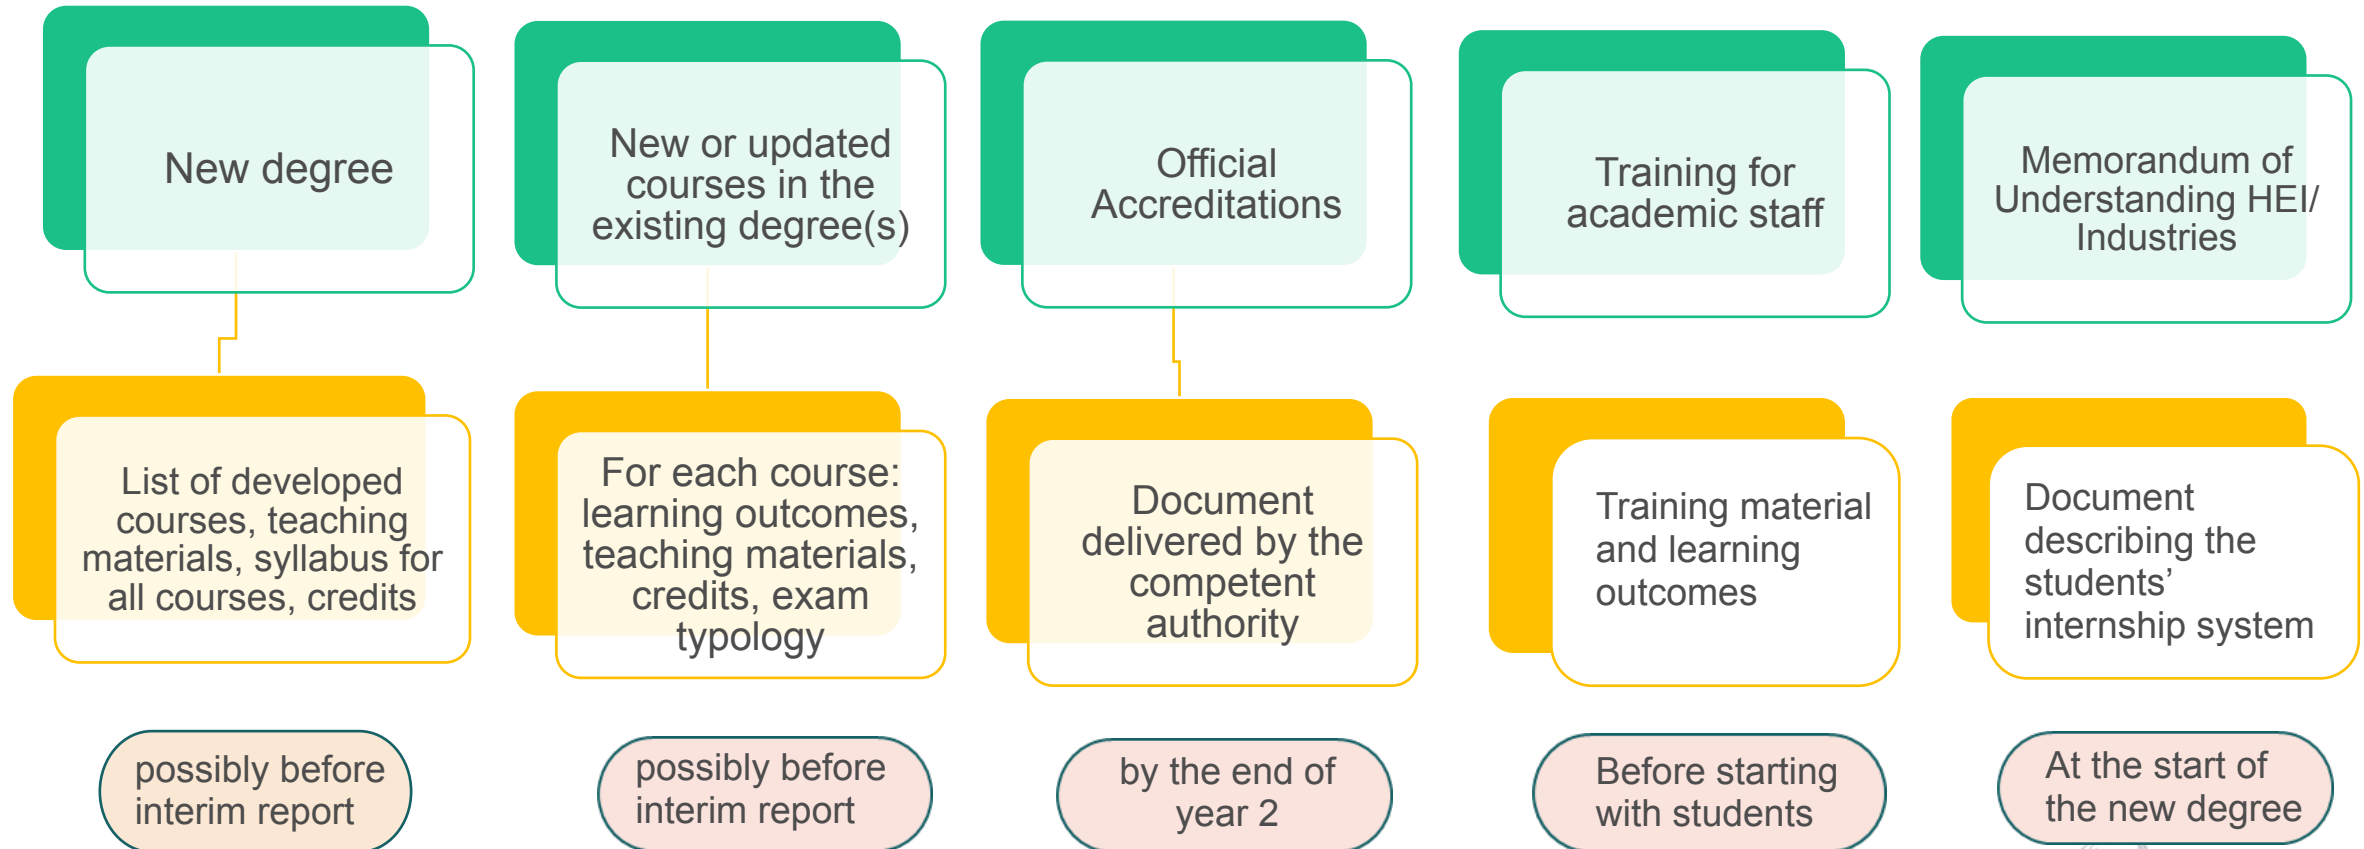 New degree
New or updated
courses in the
existing degree(s)
Official
Accreditations
Training for
academic staff
Memorandum of
Understanding HEI/
Industries
List of developed
courses, teaching
materials, syllabus for
all courses, credits
For each course:
learning outcomes,
teaching materials,
credits, exam
typology
Document
delivered by the
competent
authority
Training material
and learning
outcomes
Document
describing the
students’
internship system
possibly before
interim report
possibly before
interim report
by the end of
year 2
Before starting
with students
At the start of
the new degree